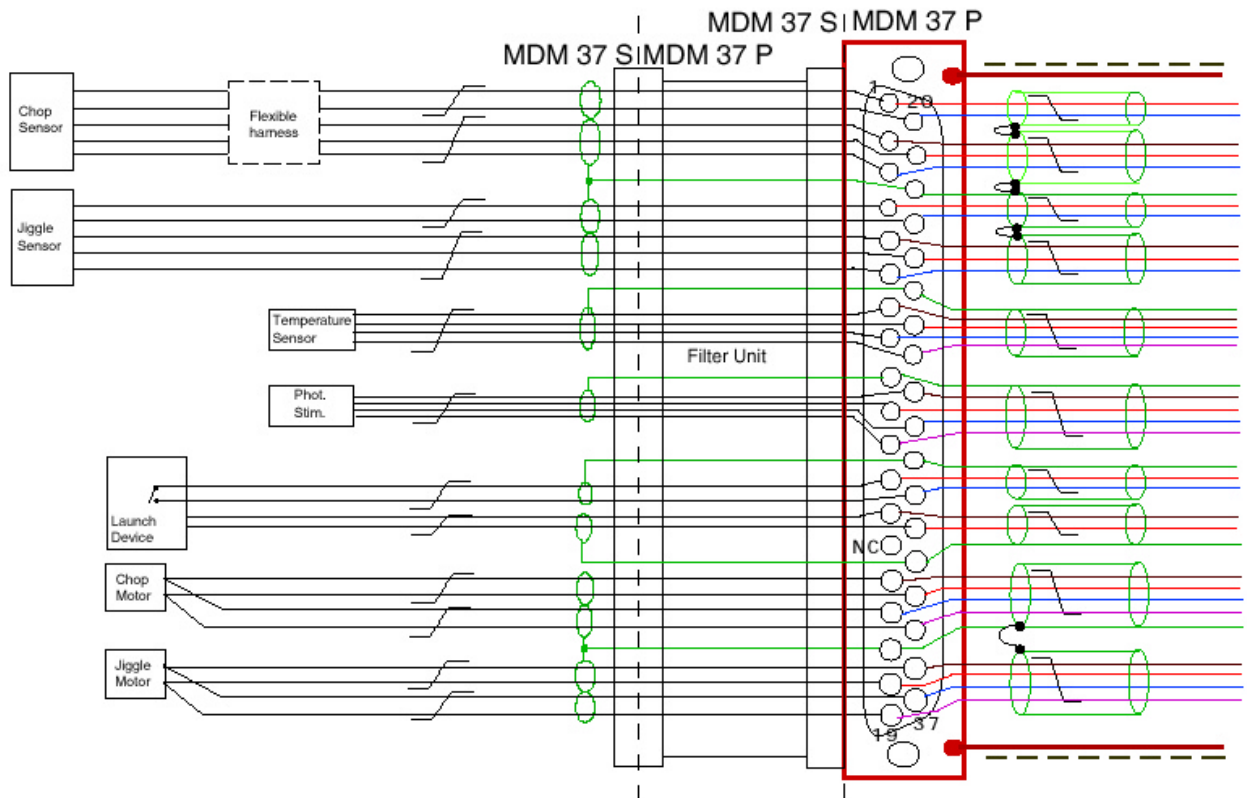 MDM 37 S MDM 37 P
MDM 37 S MDM 37 P
1
20
Chop
Sensor
Flexible
harness
Jiggle
Sensor
Temperature
Sensor
Filter Unit
Phot.
Stim.
Launch
Device
NC
Chop
Motor
Jiggle
Motor
19
37